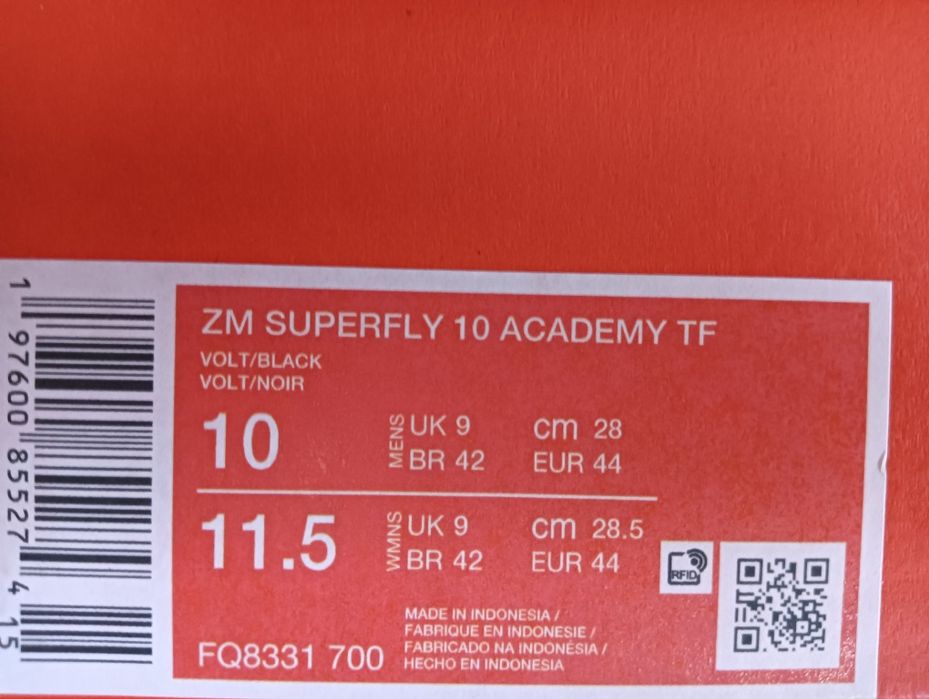 ZM SUPERFLY 10 ACADEMY TF
VOLT/BLACK
VOLT/NOIR
10
MENS
UK 9
cm 28
BR 42
EUR 44
11.5
WMNS
UK 9
cm 28.5
BR 42
EUR 44
RFID
MADE IN INDONESIA /
FABRIQUE EN INDONESIE /
FABRICADO NA INDONÉSIA /
HECHO EN INDONESIA
FQ8331 700
1 97600 85527 4 15